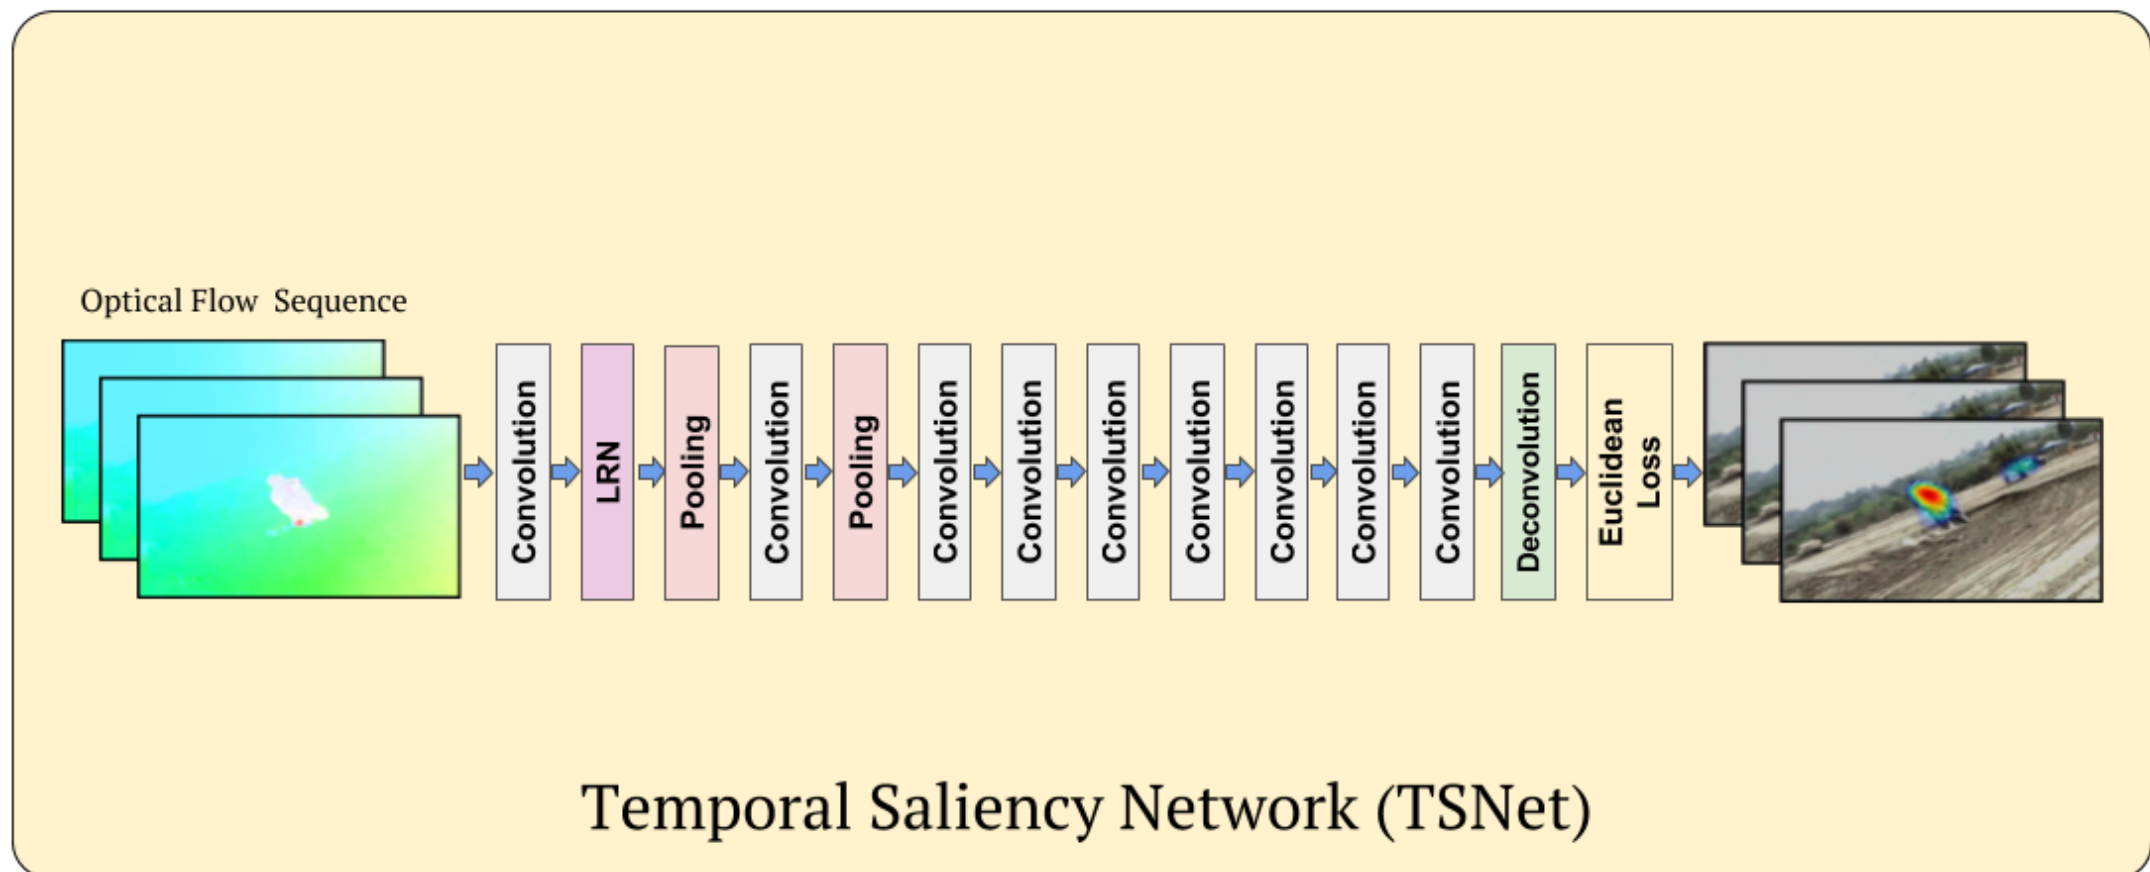 Optical Flow  Sequence
Convolution
LRN
Pooling
Convolution
Pooling
Convolution
Convolution
Convolution
Convolution
Convolution
Convolution
Convolution
Deconvolution
Euclidean
Loss
Temporal Saliency Network (TSNet)